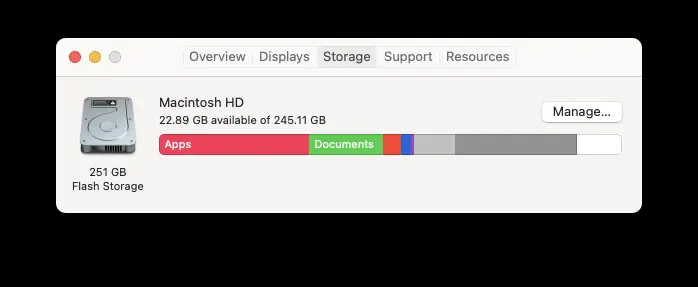 Overview Displays Storage Support Resources
Macintosh HD
22.89 GB available of 245.11 GB
Manage...
Apps Documents
251 GB
Flash Storage